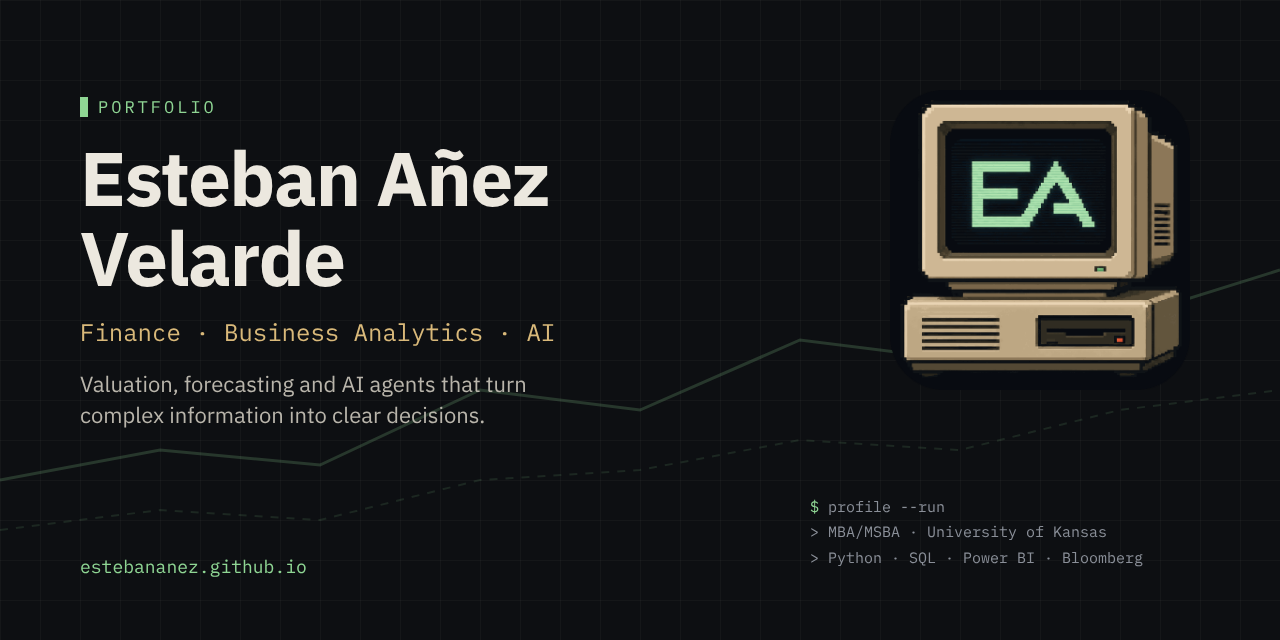 PORTFOLIO
Esteban Añez
Velarde
Finance · Business Analytics · AI
Valuation, forecasting and AI agents that turn
complex information into clear decisions.
estebananez.github.io
EA
$ profile --run
> MBA/MSBA · University of Kansas
> Python · SQL · Power BI · Bloomberg